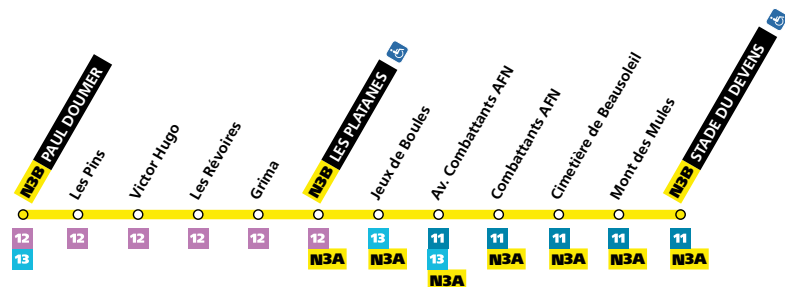 N3B PAUL DOUMER
Les Pins
Victor Hugo
Les Révoires
Grima
N3B LES PLATANES
Jeux de Boules
Av. Combattants AFN
Combattants AFN
Cimetière de Beausoleil
Mont des Mules
N3B STADE DU DEVENS
12 12 12 12 12 12 13 11 11 11 11 11
13 N3A N3A 13 N3A N3A N3A N3A
N3A